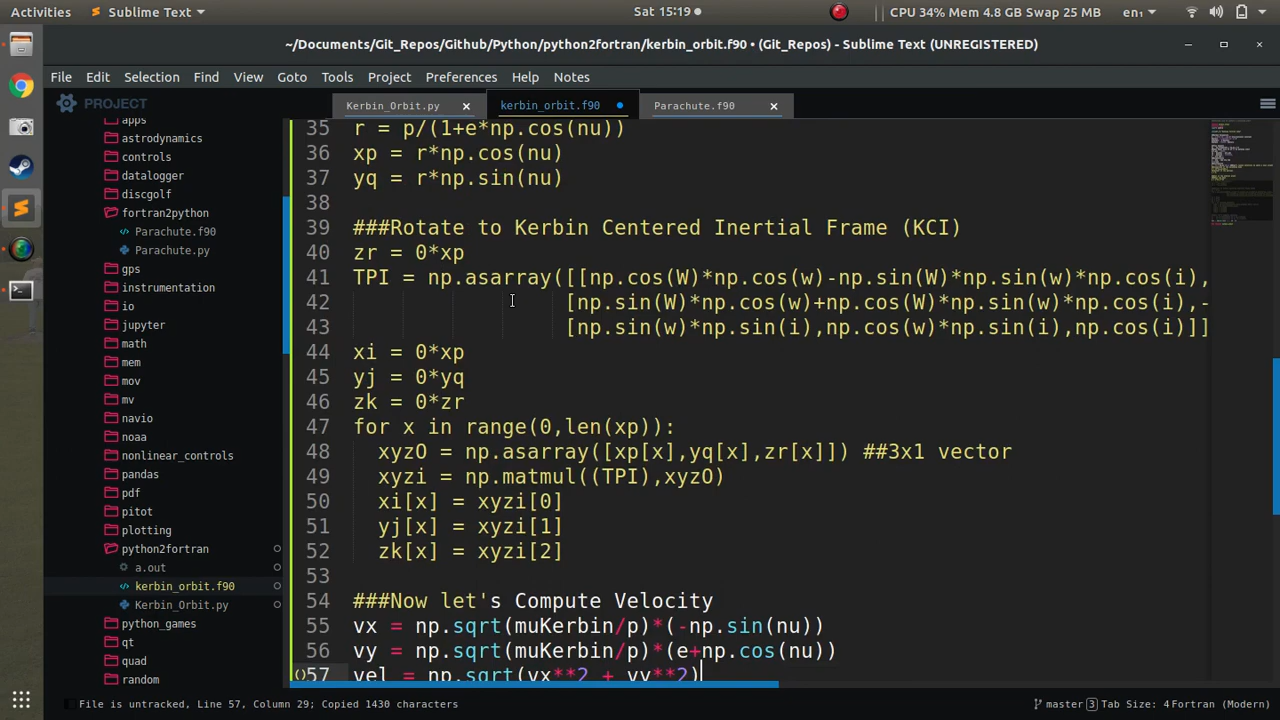 Activities
Sublime Text
Sat 15:19
CPU 34% Mem 4.8 GB Swap 25 MB
en₁
~/Documents/Git_Repos/Github/Python/python2fortran/kerbin_orbit.f90 • (Git_Repos) - Sublime Text (UNREGISTERED)
File Edit Selection Find View Goto Tools Project Preferences Help Notes
PROJECT
Kerbin_Orbit.py
kerbin_orbit.f90
Parachute.f90
apps
astrodynamics
controls
datalogger
discgolf
fortran2python
Parachute.f90
Parachute.py
gps
instrumentation
io
jupyter
math
mem
mov
mv
navio
noaa
nonlinear_controls
pandas
pdf
pitot
plotting
python2fortran
a.out
kerbin_orbit.f90
Kerbin_Orbit.py
python_games
qt
quad
random
35 r = p/(1+e*np.cos(nu))
36 xp = r*np.cos(nu)
37 yq = r*np.sin(nu)
38
39 ###Rotate to Kerbin Centered Inertial Frame (KCI)
40 zr = 0*xp
41 TPI = np.asarray([[np.cos(W)*np.cos(w)-np.sin(W)*np.sin(w)*np.cos(i),
42 [np.sin(W)*np.cos(w)+np.cos(W)*np.sin(w)*np.cos(i),-
43 [np.sin(w)*np.sin(i),np.cos(w)*np.sin(i),np.cos(i)]]
44 xi = 0*xp
45 yj = 0*yq
46 zk = 0*zr
47 for x in range(0,len(xp)):
48 xyzO = np.asarray([xp[x],yq[x],zr[x]]) ##3x1 vector
49 xyzi = np.matmul((TPI),xyzO)
50 xi[x] = xyzi[0]
51 yj[x] = xyzi[1]
52 zk[x] = xyzi[2]
53
54 ###Now let's Compute Velocity
55 vx = np.sqrt(muKerbin/p)*(-np.sin(nu))
56 vy = np.sqrt(muKerbin/p)*(e+np.cos(nu))
57 vel = np.sqrt(vx**2 + vy**2)
File is untracked, Line 57, Column 29; Copied 1430 characters
master 3
Tab Size: 4
Fortran (Modern)